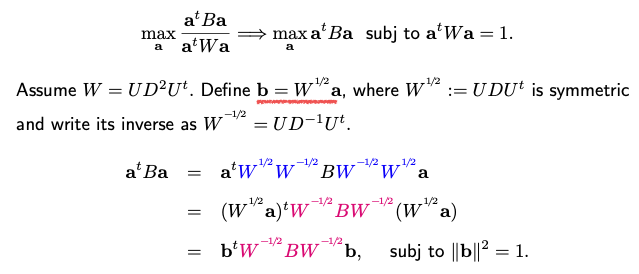 max_a (a^t B a)/(a^t W a) ⟹ max_a a^t B a subj to a^t W a = 1.
Assume W = UD²U^t. Define b = W^{1/2} a, where W^{1/2} := UDU^t is symmetric
and write its inverse as W^{-1/2} = UD^{-1}U^t.
a^t B a = a^t W^{1/2} W^{-1/2} B W^{-1/2} W^{1/2} a
= (W^{1/2} a)^t W^{-1/2} B W^{-1/2} (W^{1/2} a)
= b^t W^{-1/2} B W^{-1/2} b, subj to ‖b‖² = 1.